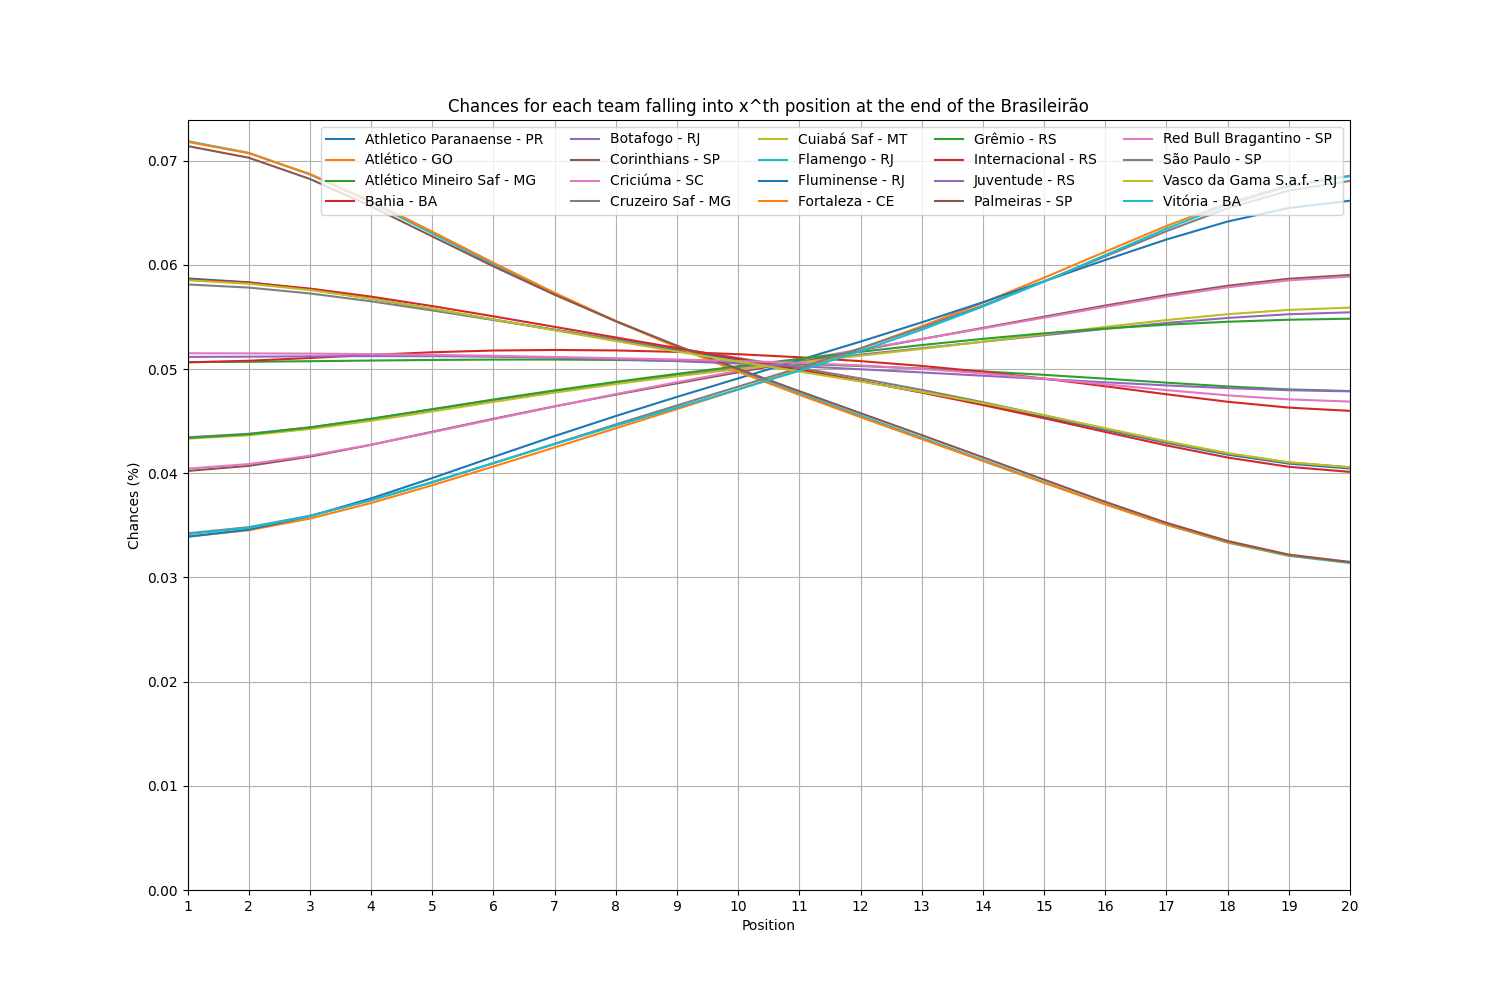 Chances for each team falling into x^th position at the end of the Brasileirão
Athletico Paranaense - PR
Atlético - GO
Atlético Mineiro Saf - MG
Bahia - BA
Botafogo - RJ
Corinthians - SP
Criciúma - SC
Cruzeiro Saf - MG
Cuiabá Saf - MT
Flamengo - RJ
Fluminense - RJ
Fortaleza - CE
Grêmio - RS
Internacional - RS
Juventude - RS
Palmeiras - SP
Red Bull Bragantino - SP
São Paulo - SP
Vasco da Gama S.a.f. - RJ
Vitória - BA
Chances (%)
0.07
0.06
0.05
0.04
0.03
0.02
0.01
0.00
1 2 3 4 5 6 7 8 9 10 11 12 13 14 15 16 17 18 19 20
Position